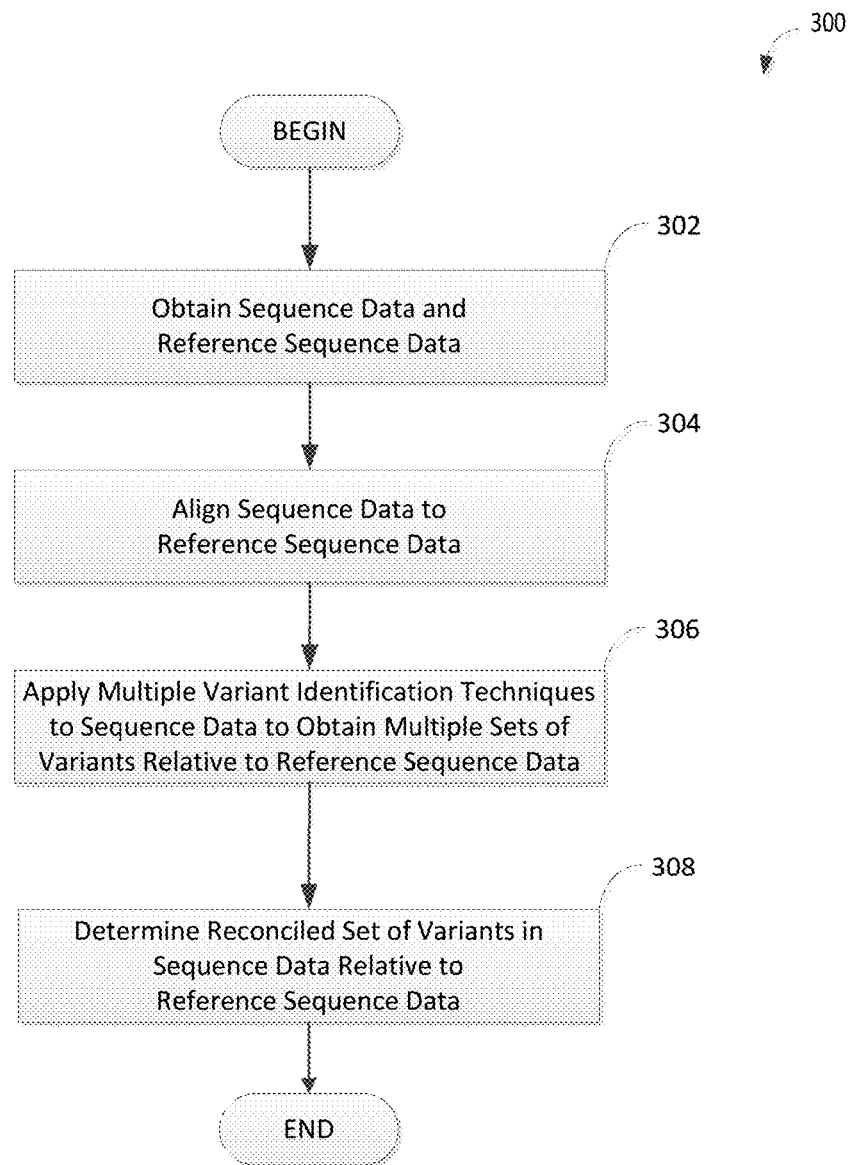 300
BEGIN
302
Obtain Sequence Data and
Reference Sequence Data
304
Align Sequence Data to
Reference Sequence Data
306
Apply Multiple Variant Identification Techniques
to Sequence Data to Obtain Multiple Sets of
Variants Relative to Reference Sequence Data
308
Determine Reconciled Set of Variants in
Sequence Data Relative to
Reference Sequence Data
END